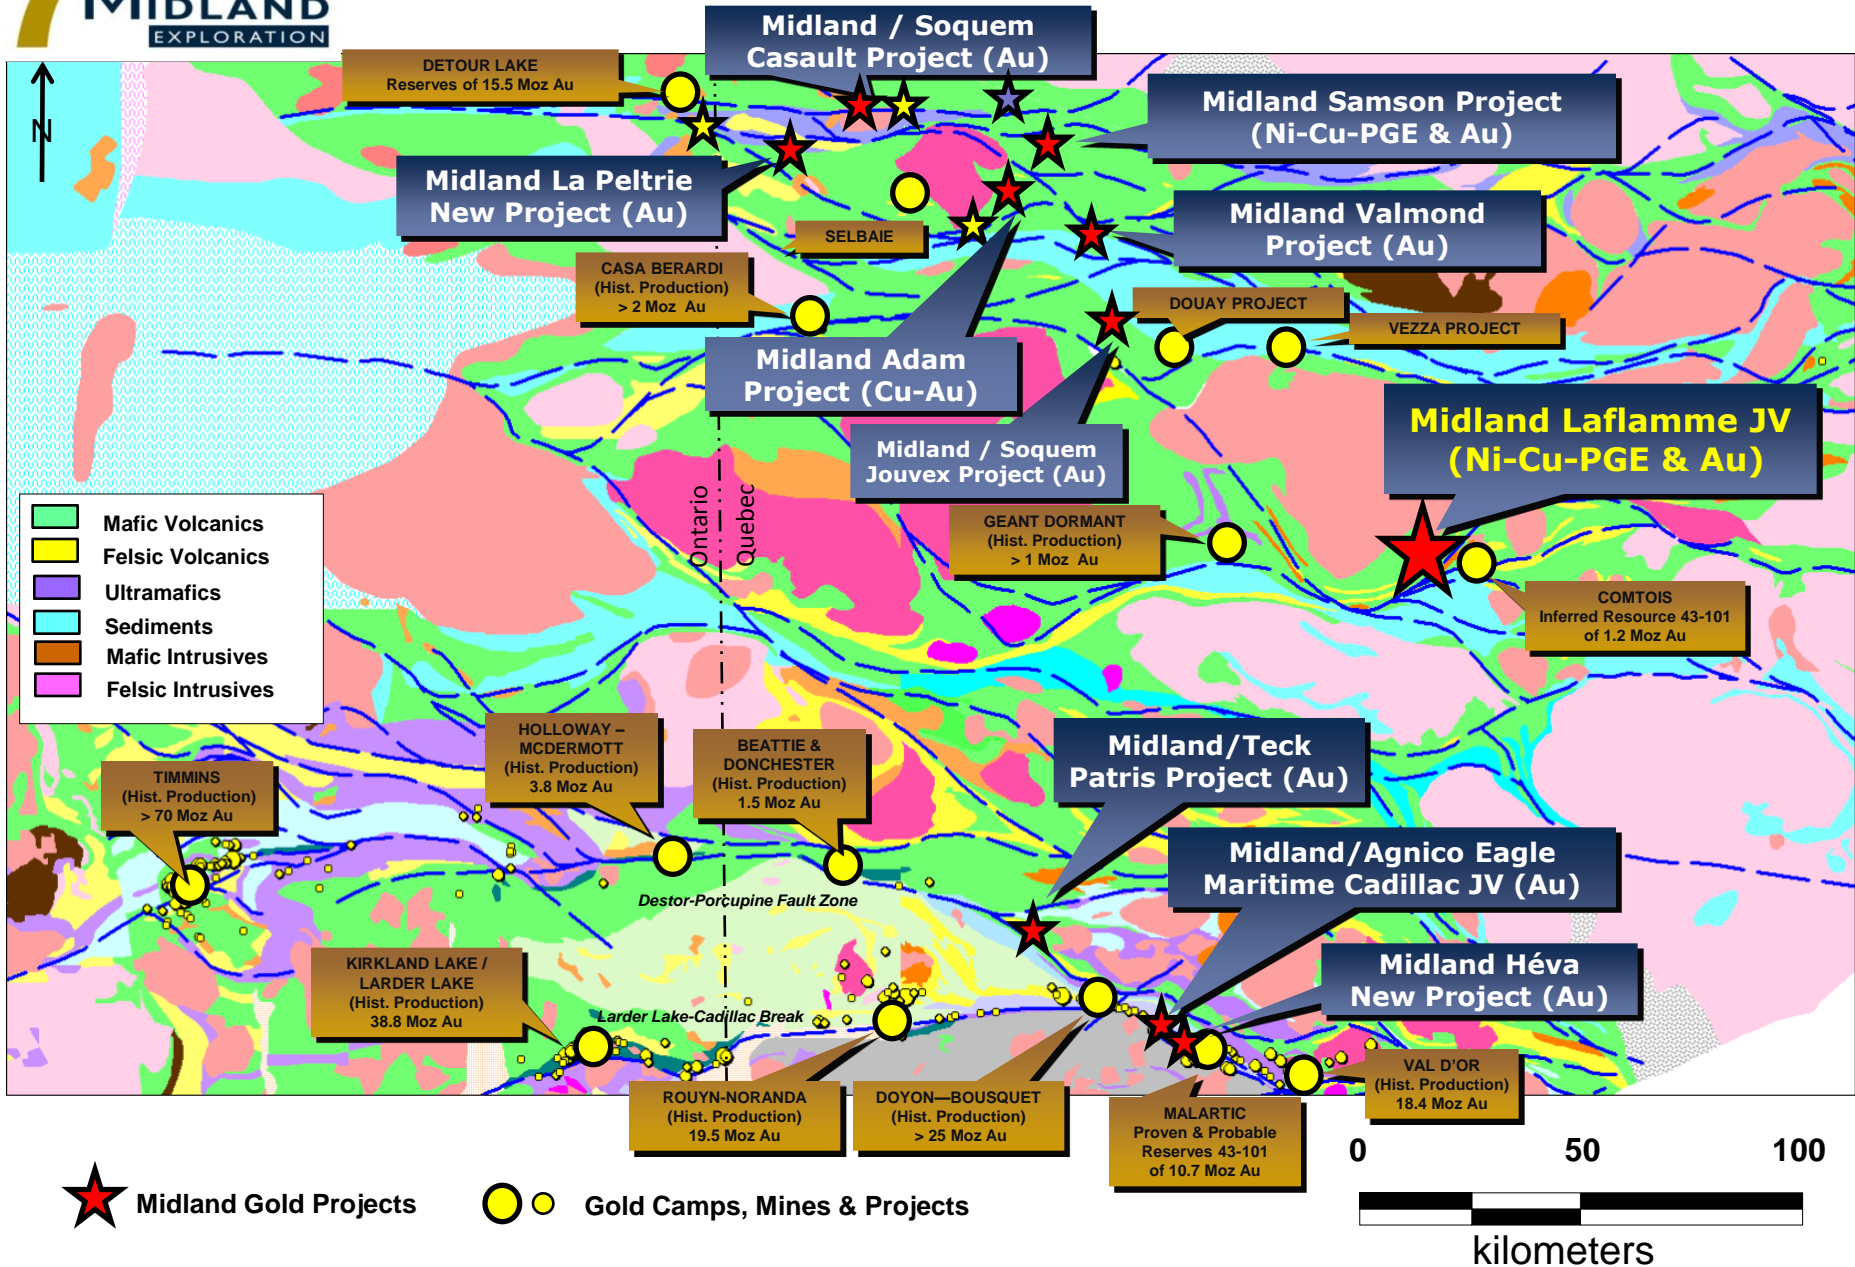 MIDLAND
EXPLORATION
N
DETOUR LAKE
Reserves of 15.5 Moz Au
Midland / Soquem
Casault Project (Au)
Midland Samson Project
(Ni-Cu-PGE & Au)
Midland La Peltrie
New Project (Au)
Midland Valmond
Project (Au)
SELBAIE
CASA BERARDI
(Hist. Production)
> 2 Moz Au
DOUAY PROJECT
VEZZA PROJECT
Midland Adam
Project (Cu-Au)
Midland / Soquem
Jouvex Project (Au)
Midland Laflamme JV
(Ni-Cu-PGE & Au)
Ontario
Quebec
GEANT DORMANT
(Hist. Production)
> 1 Moz Au
COMTOIS
Inferred Resource 43-101
of 1.2 Moz Au
Mafic Volcanics
Felsic Volcanics
Ultramafics
Sediments
Mafic Intrusives
Felsic Intrusives
TIMMINS
(Hist. Production)
> 70 Moz Au
HOLLOWAY –
MCDERMOTT
(Hist. Production)
3.8 Moz Au
BEATTIE &
DONCHESTER
(Hist. Production)
1.5 Moz Au
Midland/Teck
Patris Project (Au)
Midland/Agnico Eagle
Maritime Cadillac JV (Au)
Midland Héva
New Project (Au)
Destor-Porcupine Fault Zone
KIRKLAND LAKE /
LARDER LAKE
(Hist. Production)
38.8 Moz Au
Larder Lake-Cadillac Break
ROUYN-NORANDA
(Hist. Production)
19.5 Moz Au
DOYON—BOUSQUET
(Hist. Production)
> 25 Moz Au
MALARTIC
Proven & Probable
Reserves 43-101
of 10.7 Moz Au
VAL D'OR
(Hist. Production)
18.4 Moz Au
Midland Gold Projects
Gold Camps, Mines & Projects
0 50 100
kilometers